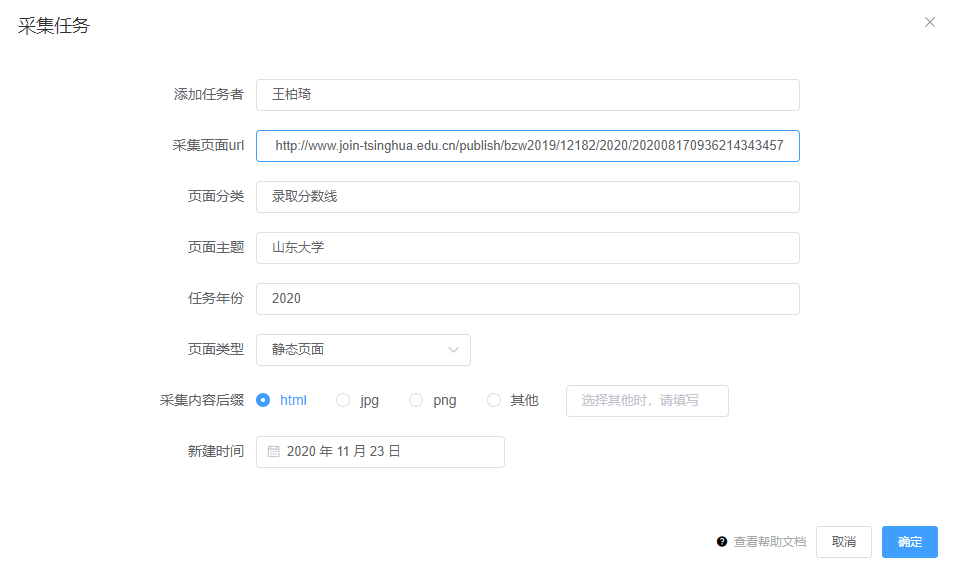 采集任务
添加任务者 王柏琦
采集页面url http://www.join-tsinghua.edu.cn/publish/bzw2019/12182/2020/20200817093621434​3457
页面分类 录取分数线
页面主题 山东大学
任务年份 2020
页面类型 静态页面
采集内容后缀 html jpg png 其他 选择其他时，请填写
新建时间 2020 年 11 月 23 日
查看帮助文档 取消 确定